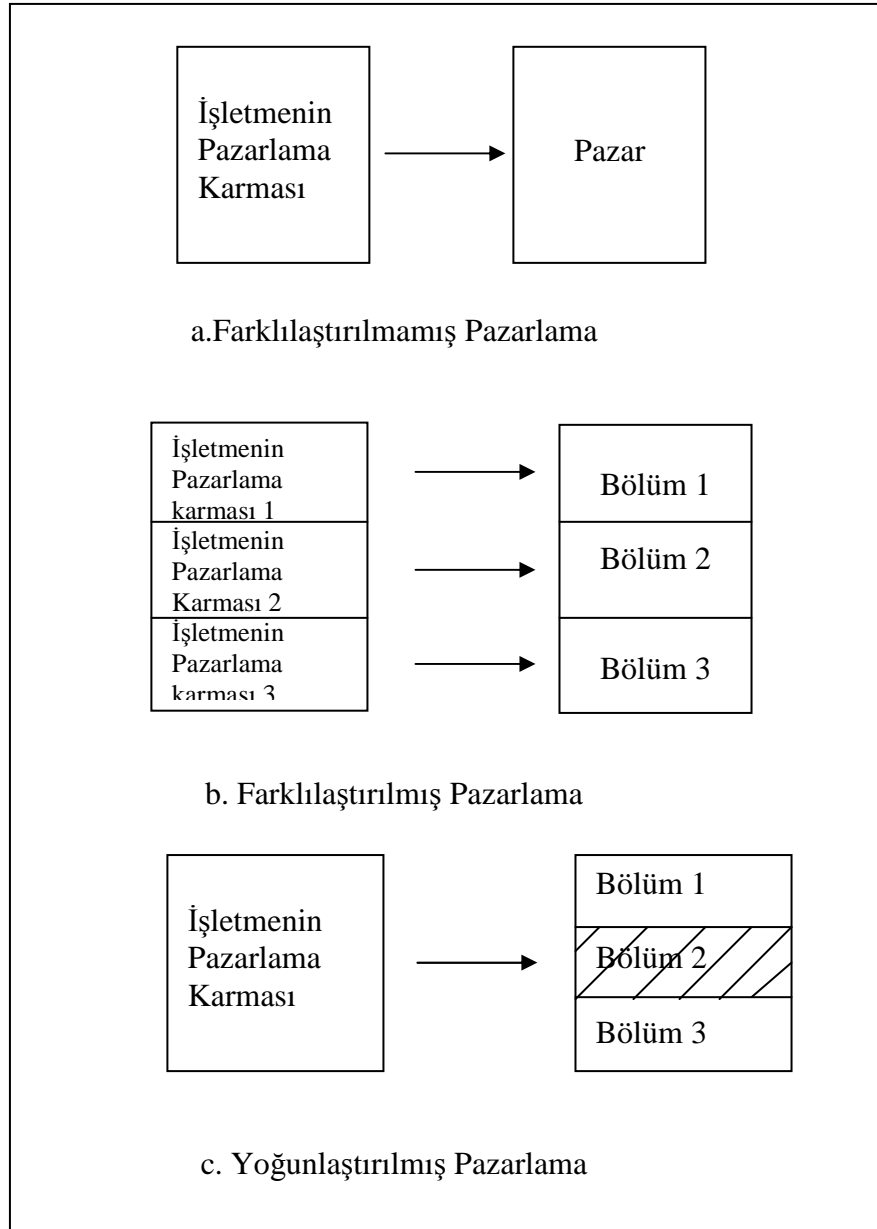 İşletmenin
Pazarlama
Karması
Pazar
a.Farklılaştırılmamış Pazarlama
İşletmenin
Pazarlama
karması 1
Bölüm 1
İşletmenin
Pazarlama
Karması 2
Bölüm 2
İşletmenin
Pazarlama
karması 3
Bölüm 3
b. Farklılaştırılmış Pazarlama
İşletmenin
Pazarlama
Karması
Bölüm 1
Bölüm 2
Bölüm 3
c. Yoğunlaştırılmış Pazarlama